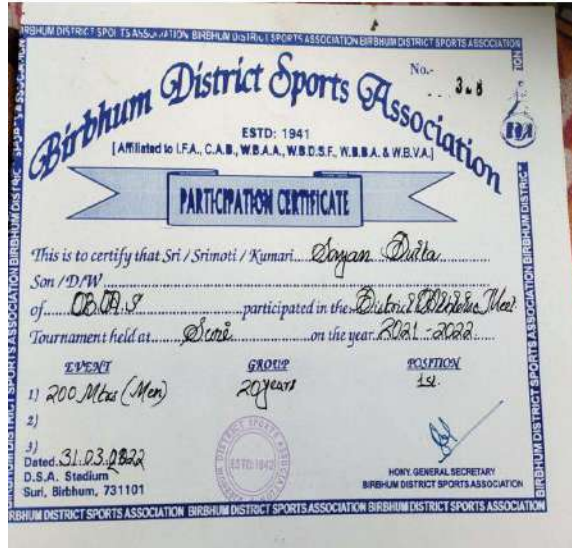 BIRBHUM DISTRICT SPORTS ASSOCIATION BIRBHUM DISTRICT SPORTS ASSOCIATION BIRBHUM DISTRICT SPORTS ASSOCIATION
Birbhum District Sports Association
No.-
ESTD: 1941
[ Affiliated to I.F.A., C.A.B., W.B.A.A., W.B.D.S.F., W.B.B.A. & W.B.V.A.]
PARTICIPATION CERTIFICATE
This is to certify that Sri / Srimoti / Kumari Sayan Dutta
Son / D/W
of participated in the District Athletic Meet
Tournament held at Suri on the year 2021 - 2022
EVENT GROUP POSITION
1) 200 Mtrs (Men) 20 years 1st
2)
3)
Dated 31.03.2022
D.S.A. Stadium
Suri, Birbhum, 731101
HONY. GENERAL SECRETARY
BIRBHUM DISTRICT SPORTS ASSOCIATION
BIRBHUM DISTRICT SPORTS ASSOCIATION BIRBHUM DISTRICT SPORTS ASSOCIATION BIRBHUM DISTRICT SPORTS ASSOCIATION